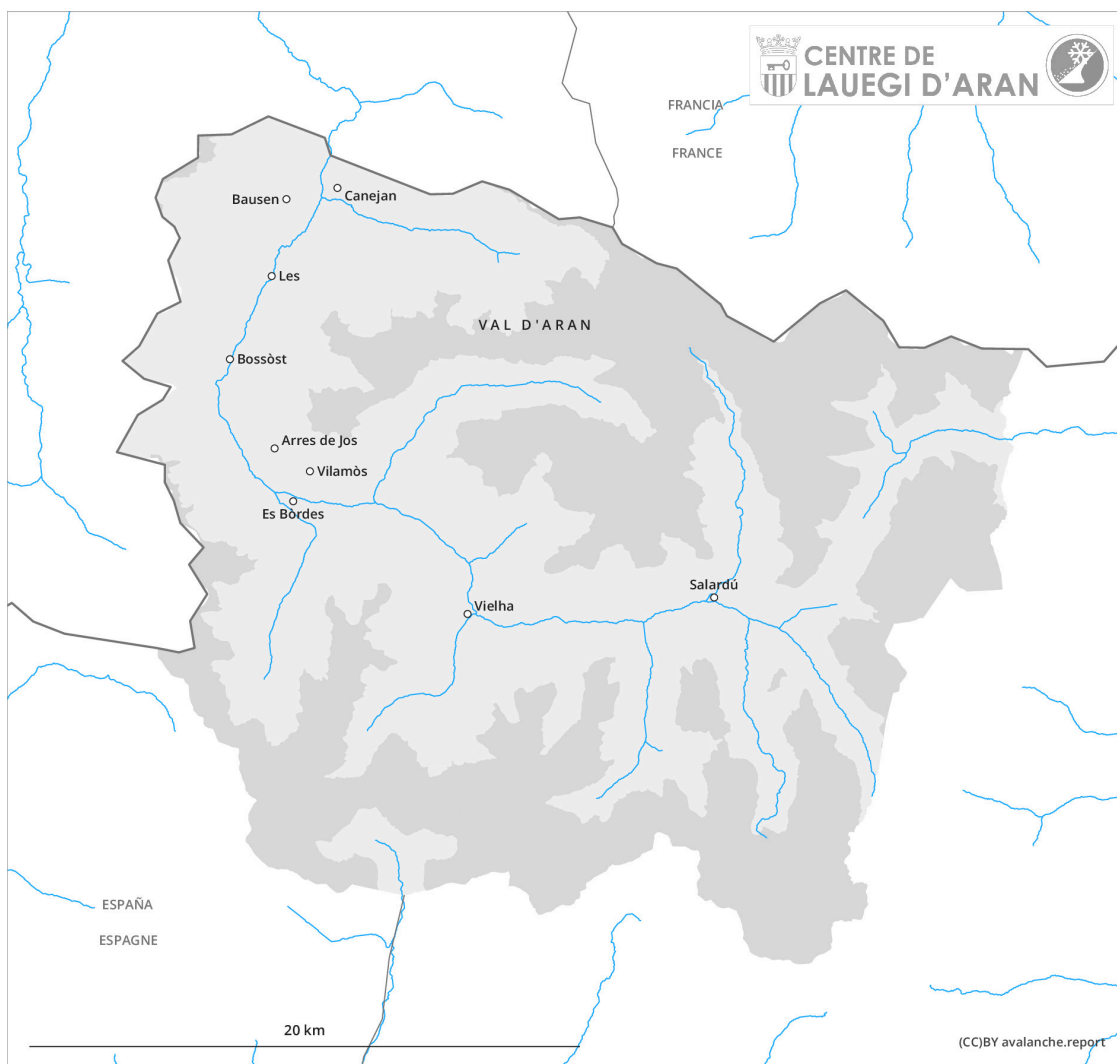 CENTRE DE
LAUEGI D'ARAN
FRANCIA
FRANCE
Bausen
Canejan
Les
VAL D'ARAN
Bossòst
Arres de Jos
Vilamòs
Es Bòrdes
Salardú
Vielha
ESPAÑA
ESPAGNE
20 km
(CC)BY avalanche.report